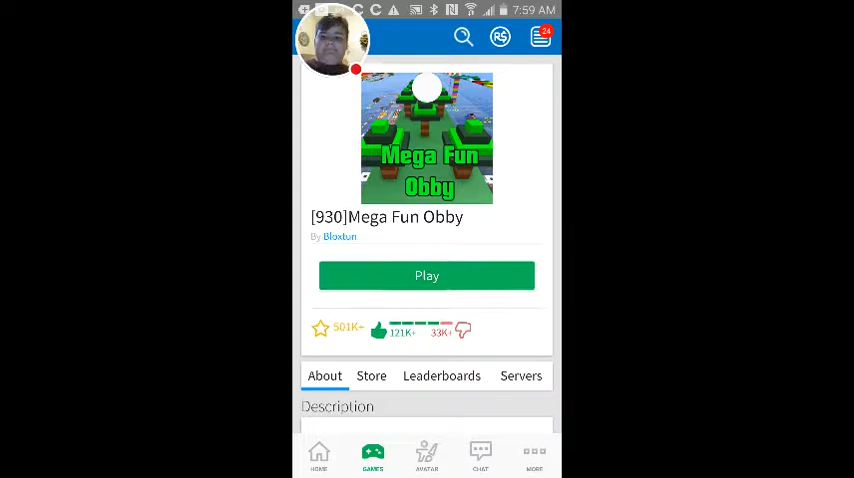 7:59 AM
R$
24
Mega Fun
Obby
[930]Mega Fun Obby
By Bloxtun
Play
501K+
121K+
33K+
About
Store
Leaderboards
Servers
Description
HOME
GAMES
AVATAR
CHAT
MORE